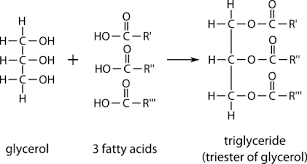 H O H O
H—C—OH HO—C—R' H—C—O—C—R'
O O
H—C—OH + HO—C—R'' → H—C—O—C—R''
O O
H—C—OH HO—C—R''' H—C—O—C—R'''
H H
glycerol 3 fatty acids triglyceride
(triester of glycerol)